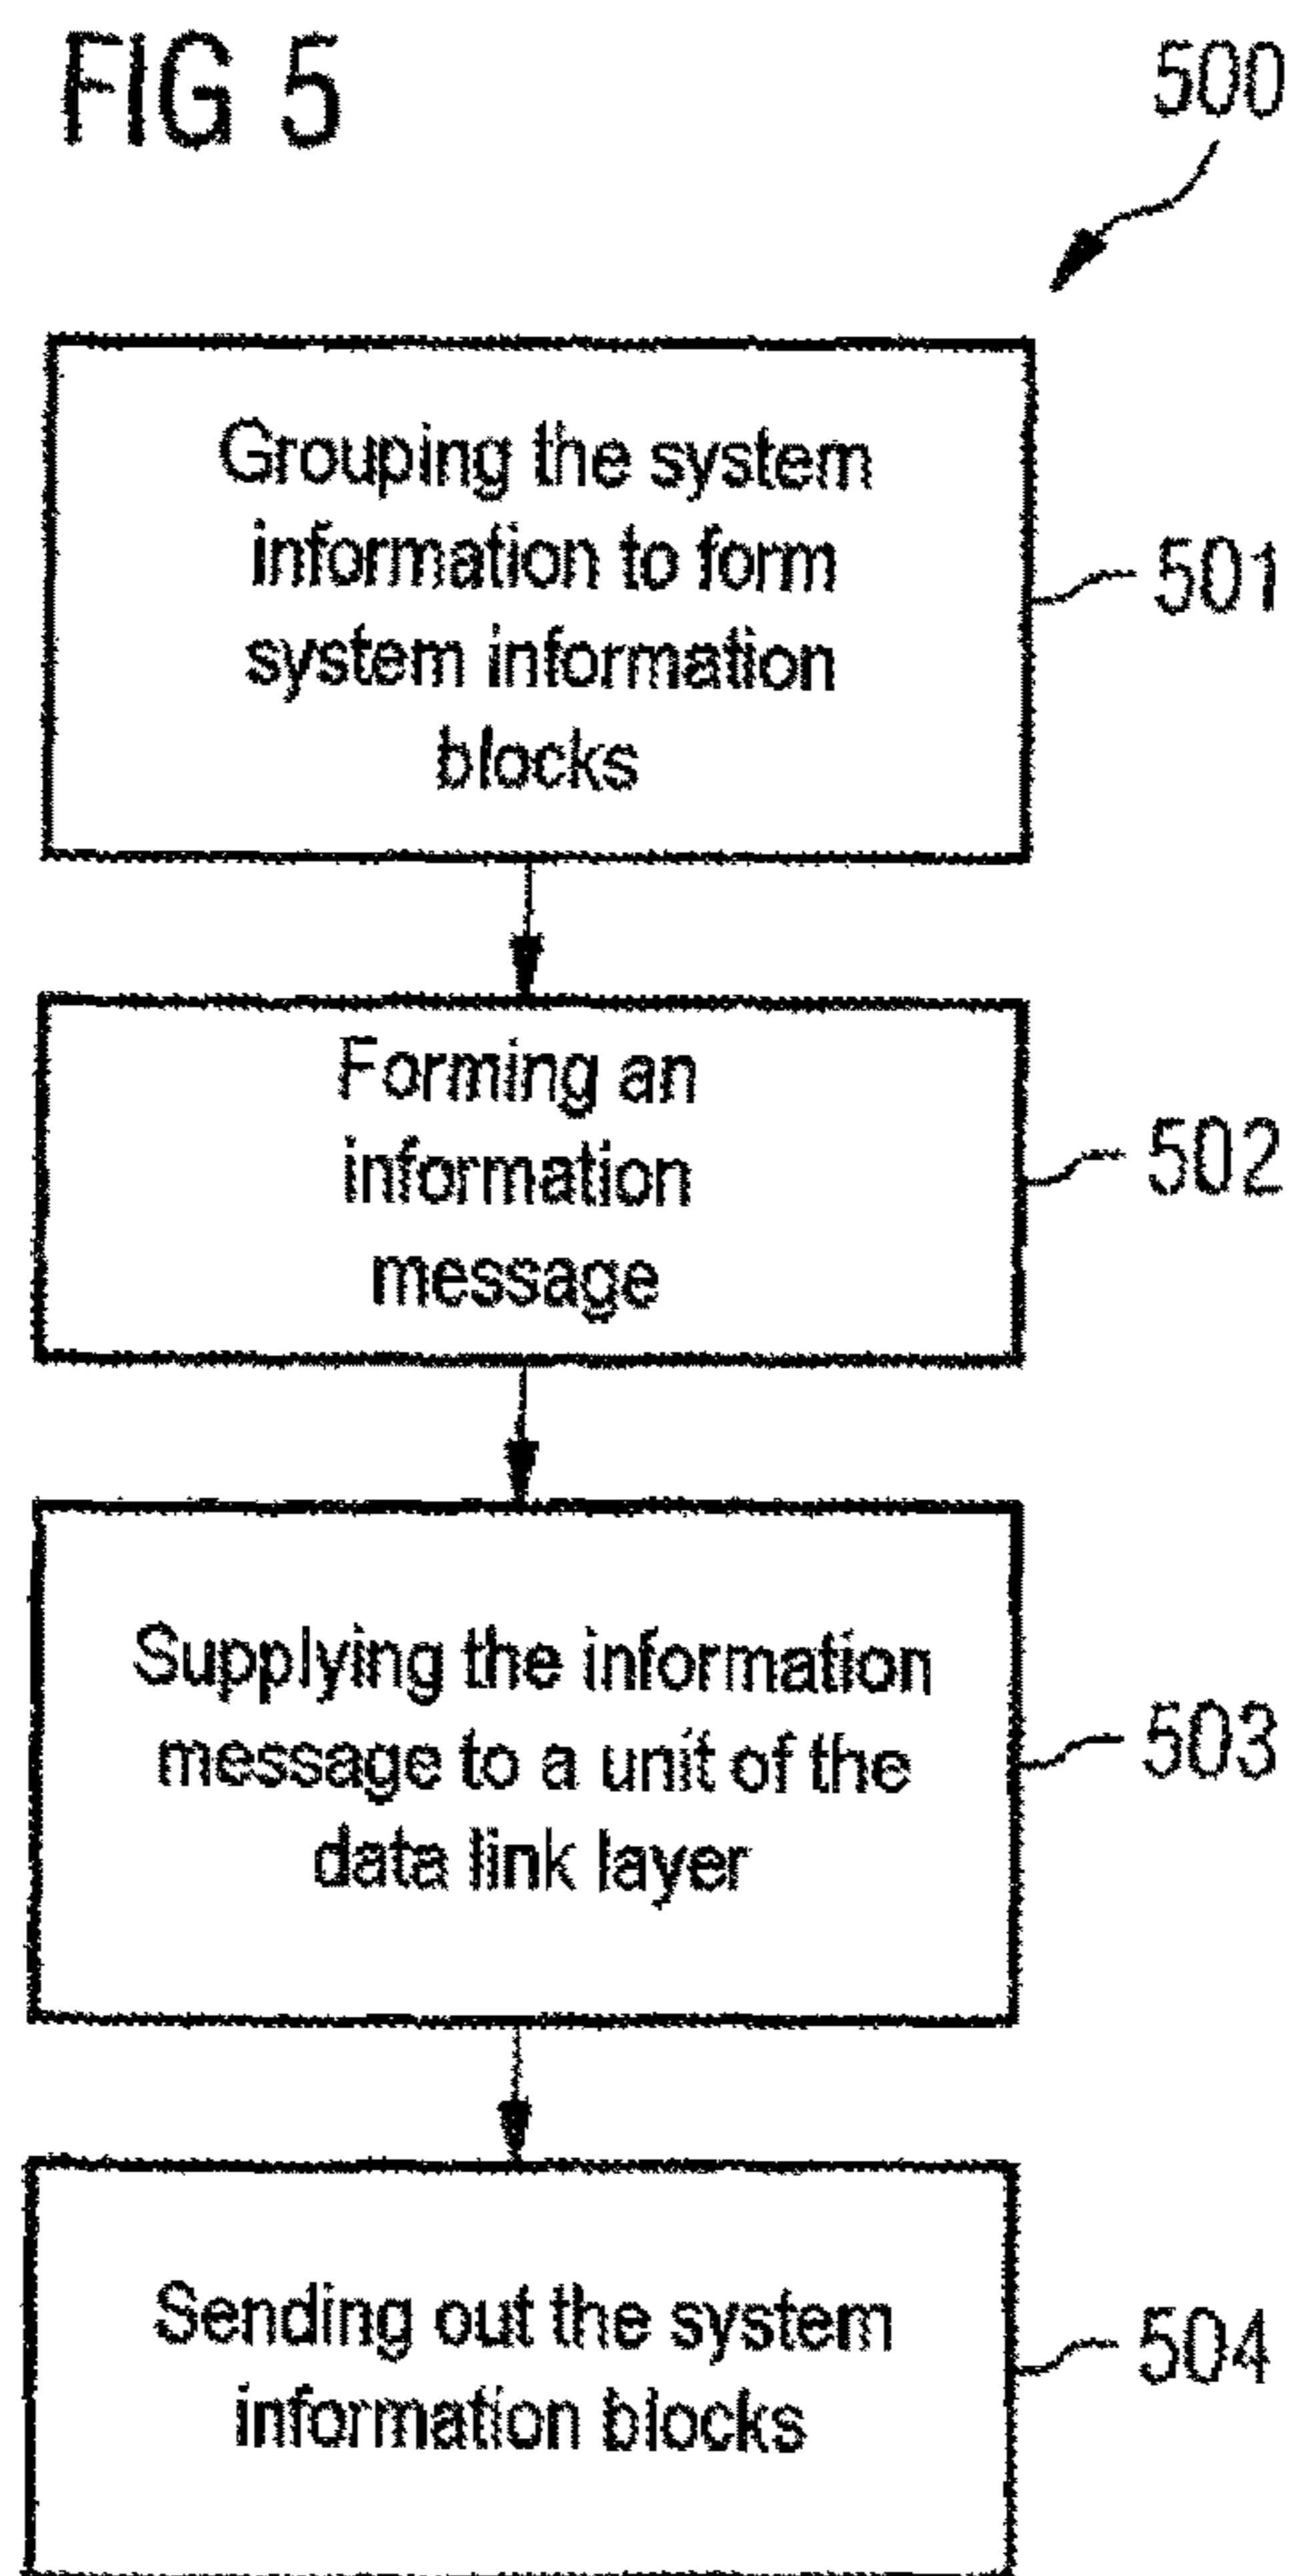 FIG 5
500
Grouping the system
information to form
system information
blocks
501
Forming an
information
message
502
Supplying the information
message to a unit of the
data link layer
503
Sending out the system
information blocks
504